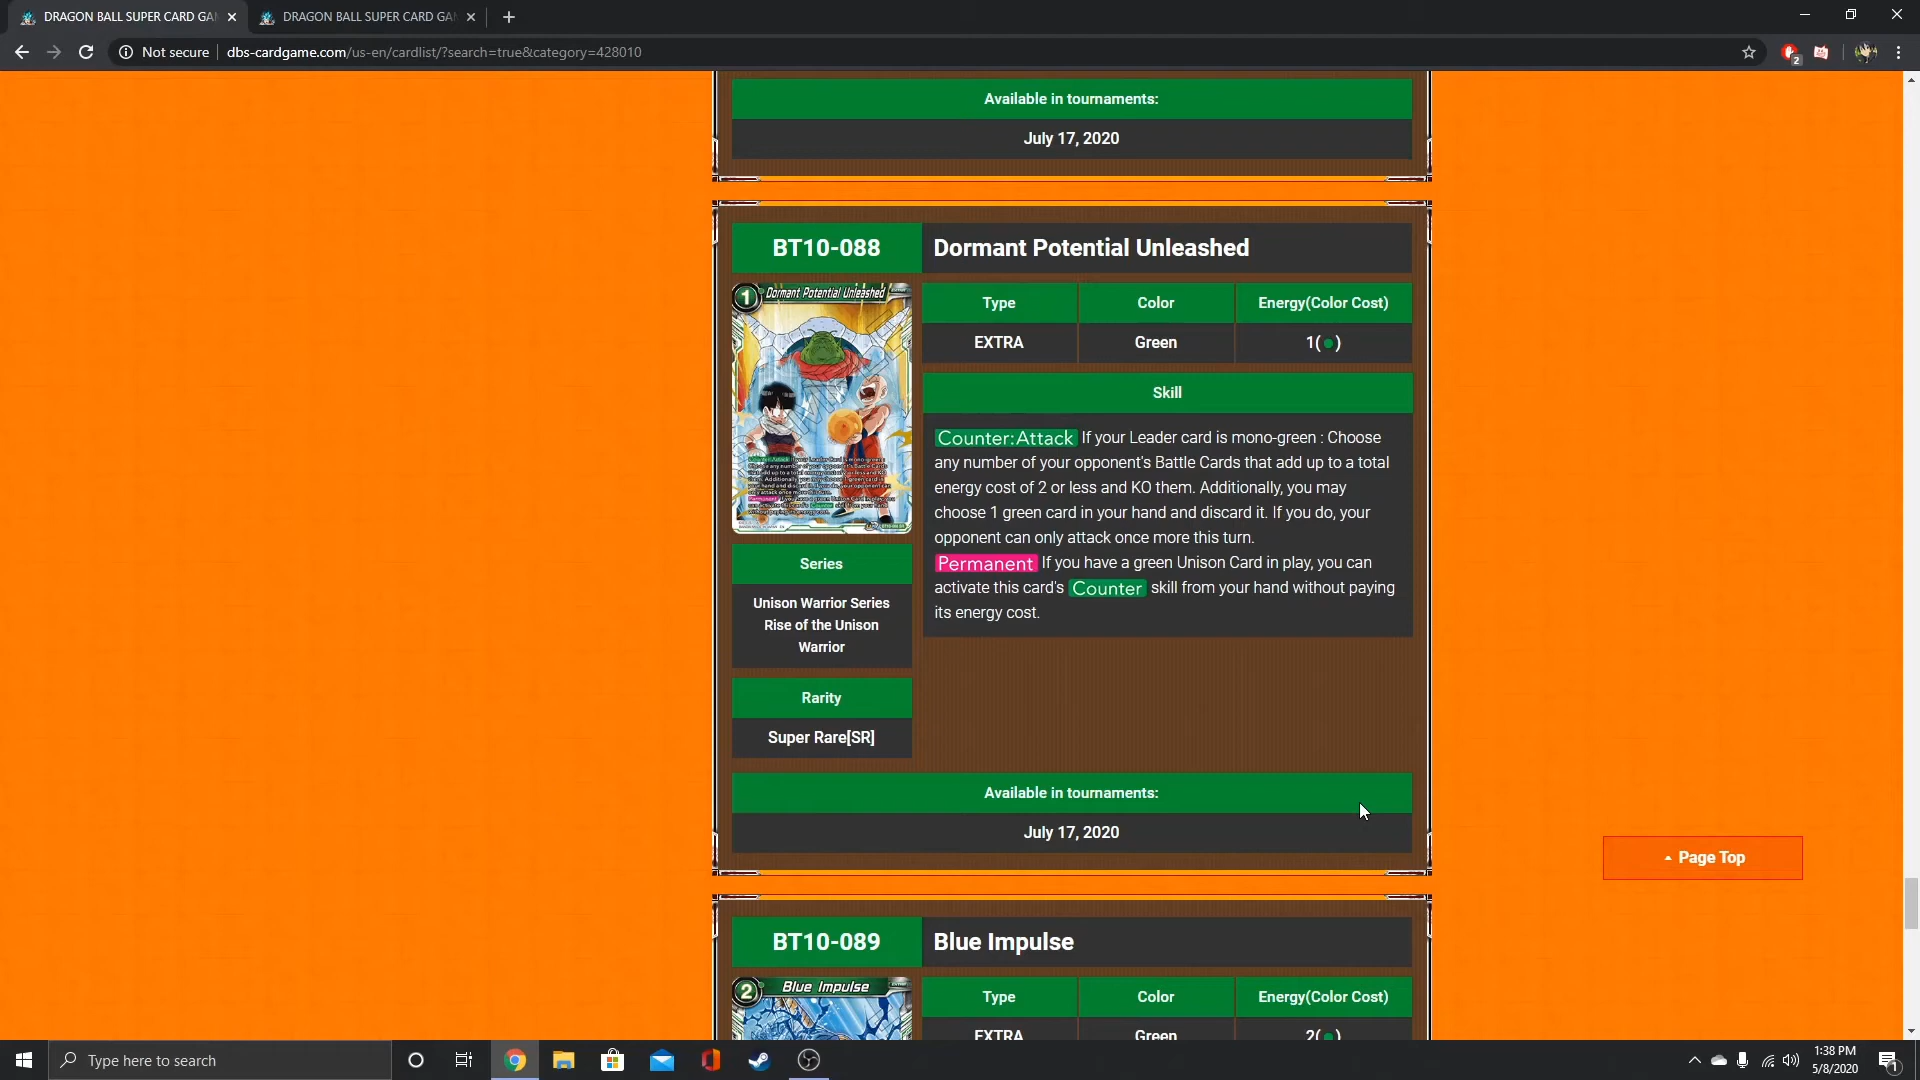 DRAGON BALL SUPER CARD GA
DRAGON BALL SUPER CARD GA
Not secure
dbs-cardgame.com/us-en/cardlist/?search=true&category=428010
2
Available in tournaments:
July 17, 2020
BT10-088
Dormant Potential Unleashed
1
Dormant Potential Unleashed
Type
Color
Energy(Color Cost)
EXTRA
Green
1( )
Skill
Counter:Attack If your Leader card is mono-green : Choose
any number of your opponent's Battle Cards that add up to a total
energy cost of 2 or less and KO them. Additionally, you may
choose 1 green card in your hand and discard it. If you do, your
opponent can only attack once more this turn.
Permanent If you have a green Unison Card in play, you can
activate this card's Counter skill from your hand without paying
its energy cost.
Series
Unison Warrior Series
Rise of the Unison
Warrior
Rarity
Super Rare[SR]
Available in tournaments:
July 17, 2020
Page Top
BT10-089
Blue Impulse
2
Blue Impulse
Type
Color
Energy(Color Cost)
EXTRA
Green
2( )
Type here to search
1:38 PM
5/8/2020
1